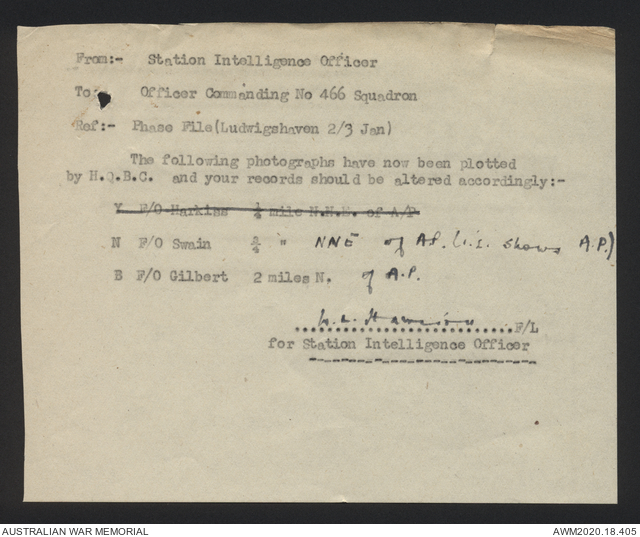 From:- Station Intelligence Officer
To Officer Commanding No 466 Squadron
Ref:- Phase File(Ludwigshaven 2/3 Jan)
The following photographs have now been plotted
by H.Q.B.C. and your records should be altered accordingly:-
Y F/O Harkiss ¼ mile N.N.E. of A/P
N F/O Swain ¾ " NNE of AP. (i.e. shows A.P.)
B F/O Gilbert 2 miles N. of A.P.
F/L
for Station Intelligence Officer
AUSTRALIAN WAR MEMORIAL AWM2020.18.405